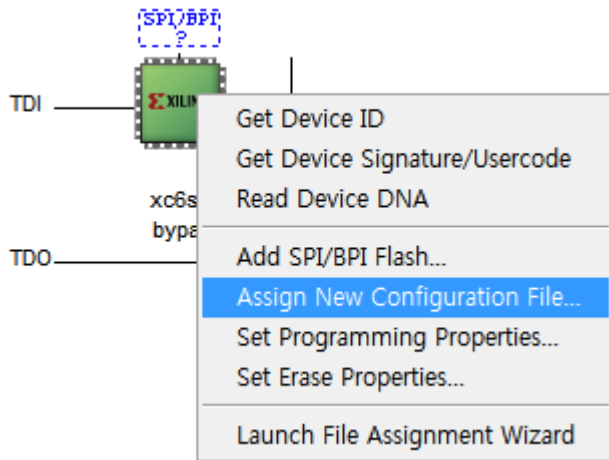 SPI/BPI
?
TDI
XILIN
Get Device ID
Get Device Signature/Usercode
xc6s
Read Device DNA
bypa
TDO
Add SPI/BPI Flash...
Assign New Configuration File...
Set Programming Properties...
Set Erase Properties...
Launch File Assignment Wizard